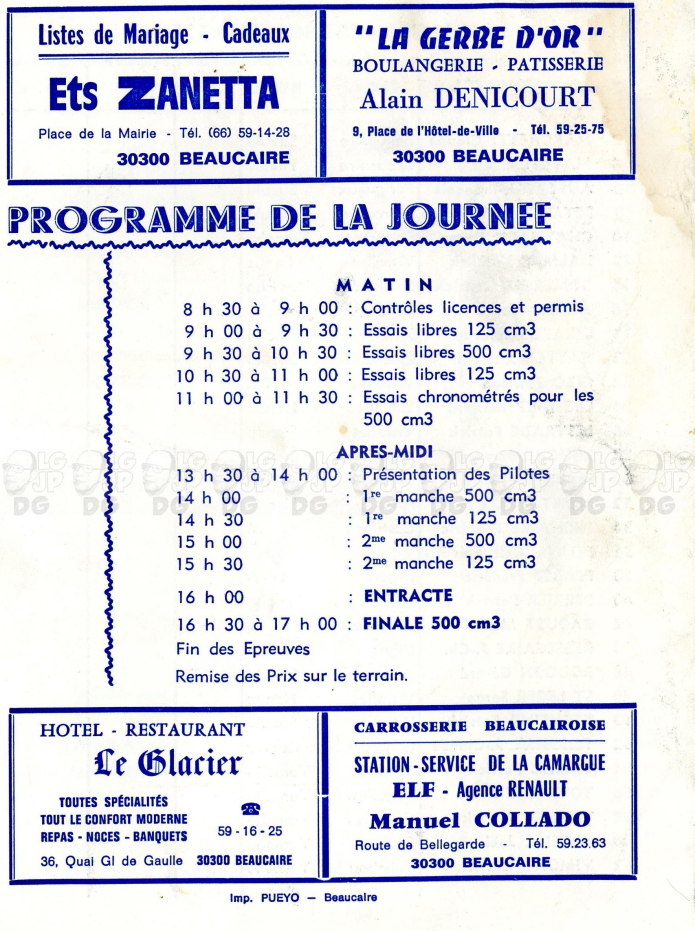 Listes de Mariage - Cadeaux
Ets ZANETTA
Place de la Mairie - Tél. (66) 59-14-28
30300 BEAUCAIRE
"LA GERBE D'OR"
BOULANGERIE - PATISSERIE
Alain DENICOURT
9, Place de l'Hôtel-de-Ville - Tél. 59-25-75
30300 BEAUCAIRE
PROGRAMME DE LA JOURNEE
MATIN
8 h 30 à 9 h 00 : Contrôles licences et permis
9 h 00 à 9 h 30 : Essais libres 125 cm3
9 h 30 à 10 h 30 : Essais libres 500 cm3
10 h 30 à 11 h 00 : Essais libres 125 cm3
11 h 00 à 11 h 30 : Essais chronométrés pour les
500 cm3
APRES-MIDI
13 h 30 à 14 h 00 : Présentation des Pilotes
14 h 00 : 1re manche 500 cm3
14 h 30 : 1re manche 125 cm3
15 h 00 : 2me manche 500 cm3
15 h 30 : 2me manche 125 cm3
16 h 00 : ENTRACTE
16 h 30 à 17 h 00 : FINALE 500 cm3
Fin des Epreuves
Remise des Prix sur le terrain.
HOTEL - RESTAURANT
Le Glacier
TOUTES SPÉCIALITÉS
TOUT LE CONFORT MODERNE
REPAS - NOCES - BANQUETS
59-16-25
36, Quai Gl de Gaulle 30300 BEAUCAIRE
CARROSSERIE BEAUCAIROISE
STATION-SERVICE DE LA CAMARGUE
ELF - Agence RENAULT
Manuel COLLADO
Route de Bellegarde - Tél. 59.23.63
30300 BEAUCAIRE
Imp. PUEYO — Beaucaire